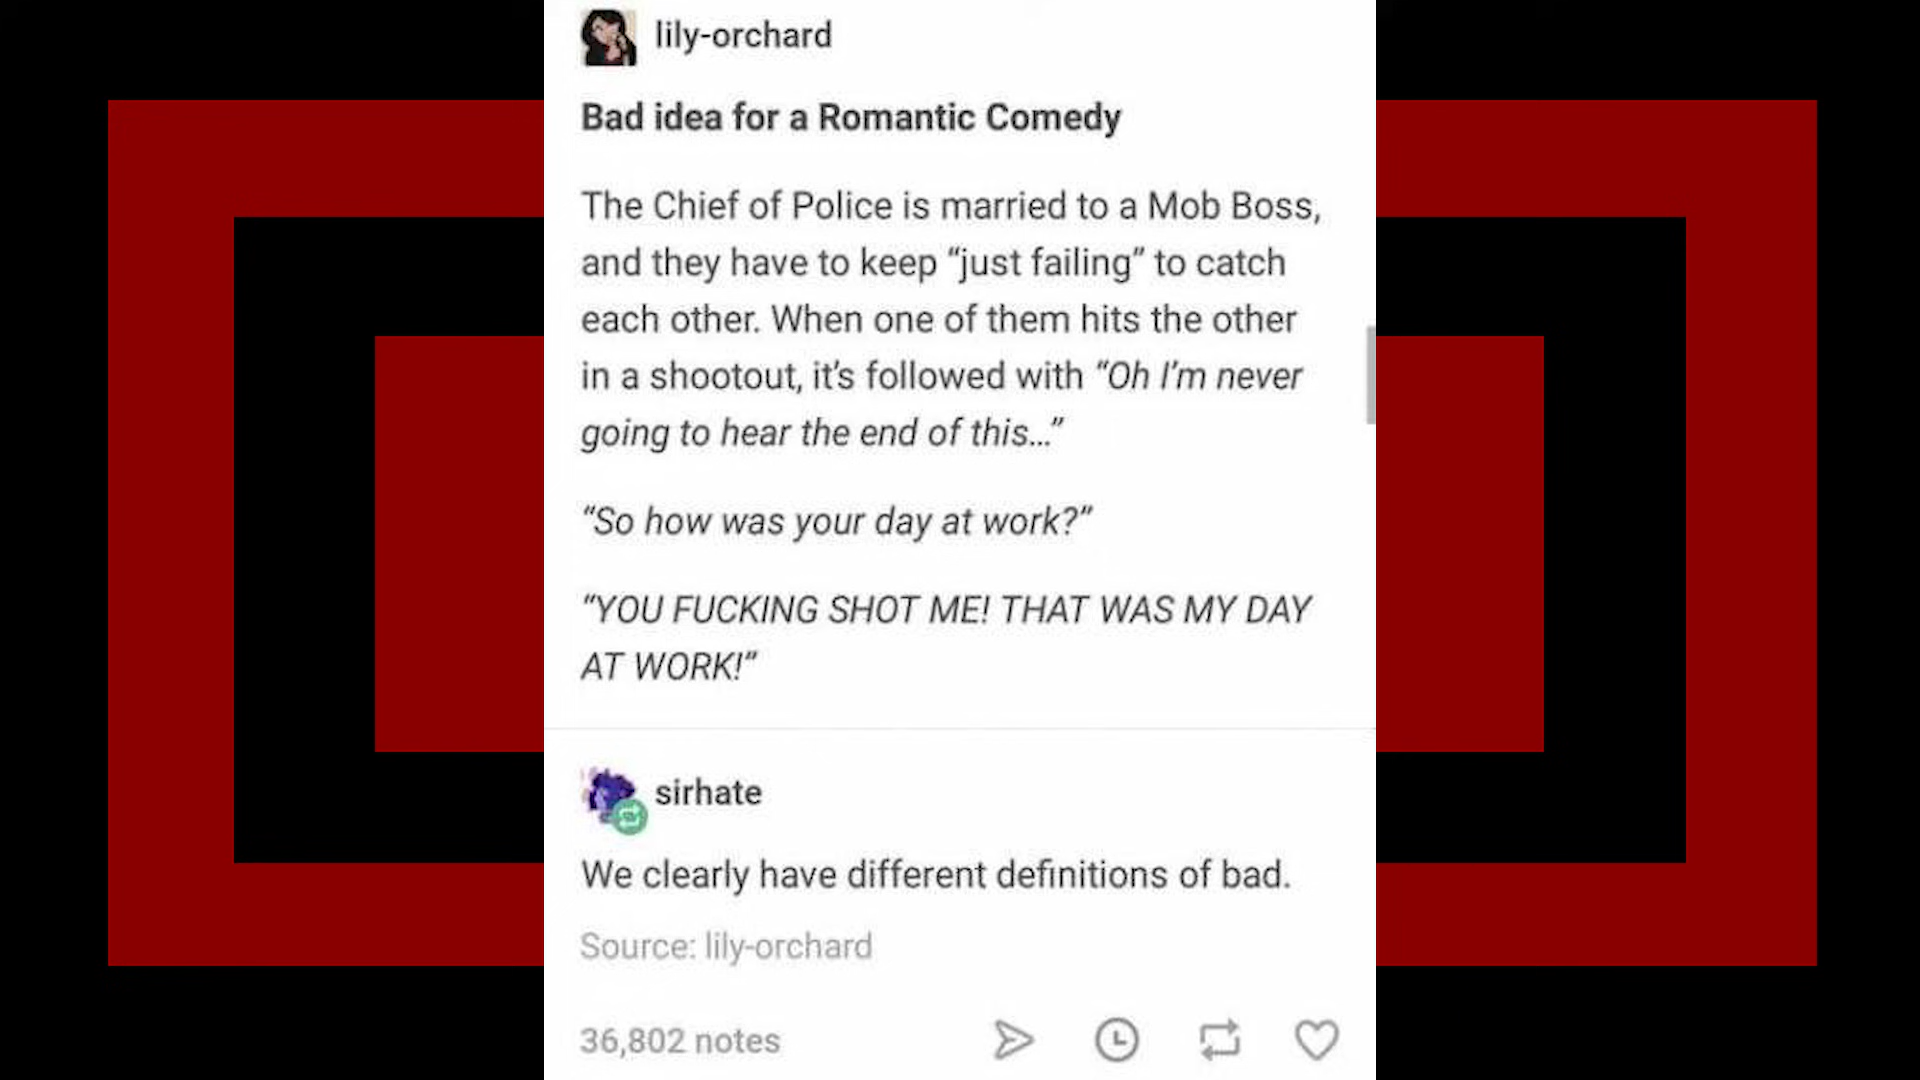 lily-orchard
Bad idea for a Romantic Comedy
The Chief of Police is married to a Mob Boss,
and they have to keep “just failing” to catch
each other. When one of them hits the other
in a shootout, it’s followed with “Oh I’m never
going to hear the end of this…”
“So how was your day at work?”
“YOU FUCKING SHOT ME! THAT WAS MY DAY
AT WORK!”
sirhate
We clearly have different definitions of bad.
Source: lily-orchard
36,802 notes